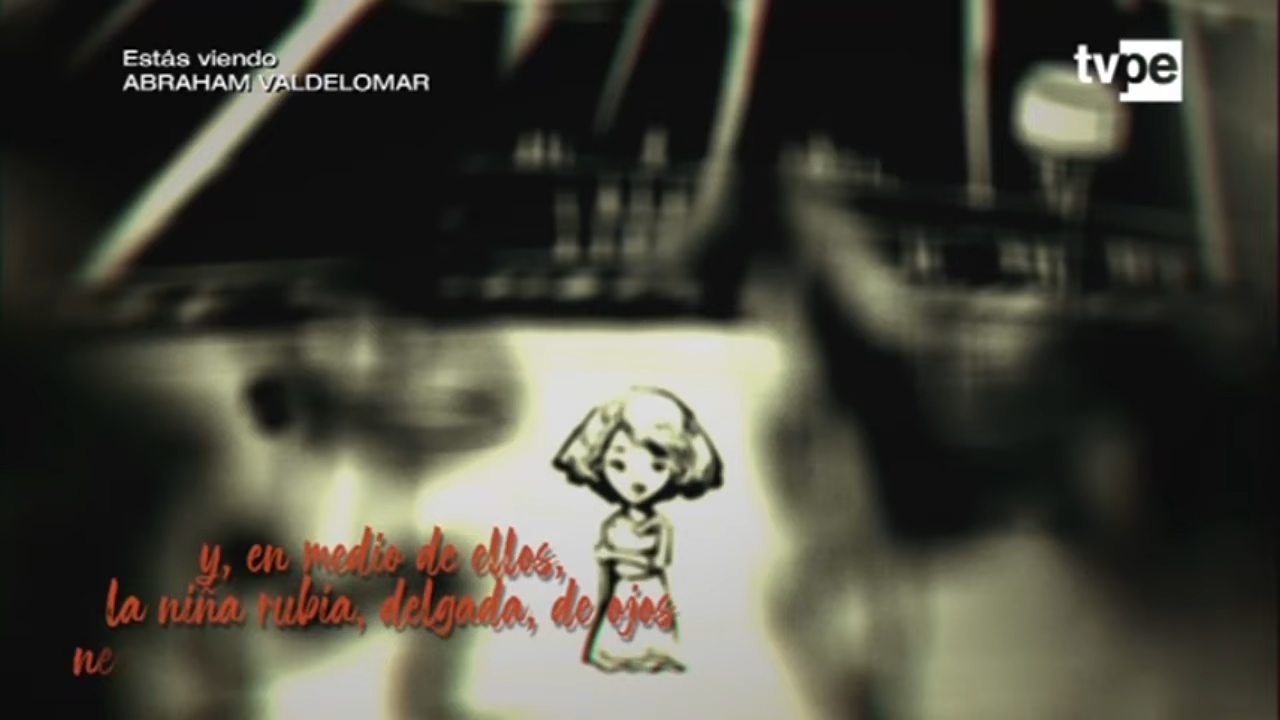 Estás viendo
ABRAHAM VALDELOMAR
tvpe
y, en medio de ellos,
la niña rubia, delgada, de ojos
ne